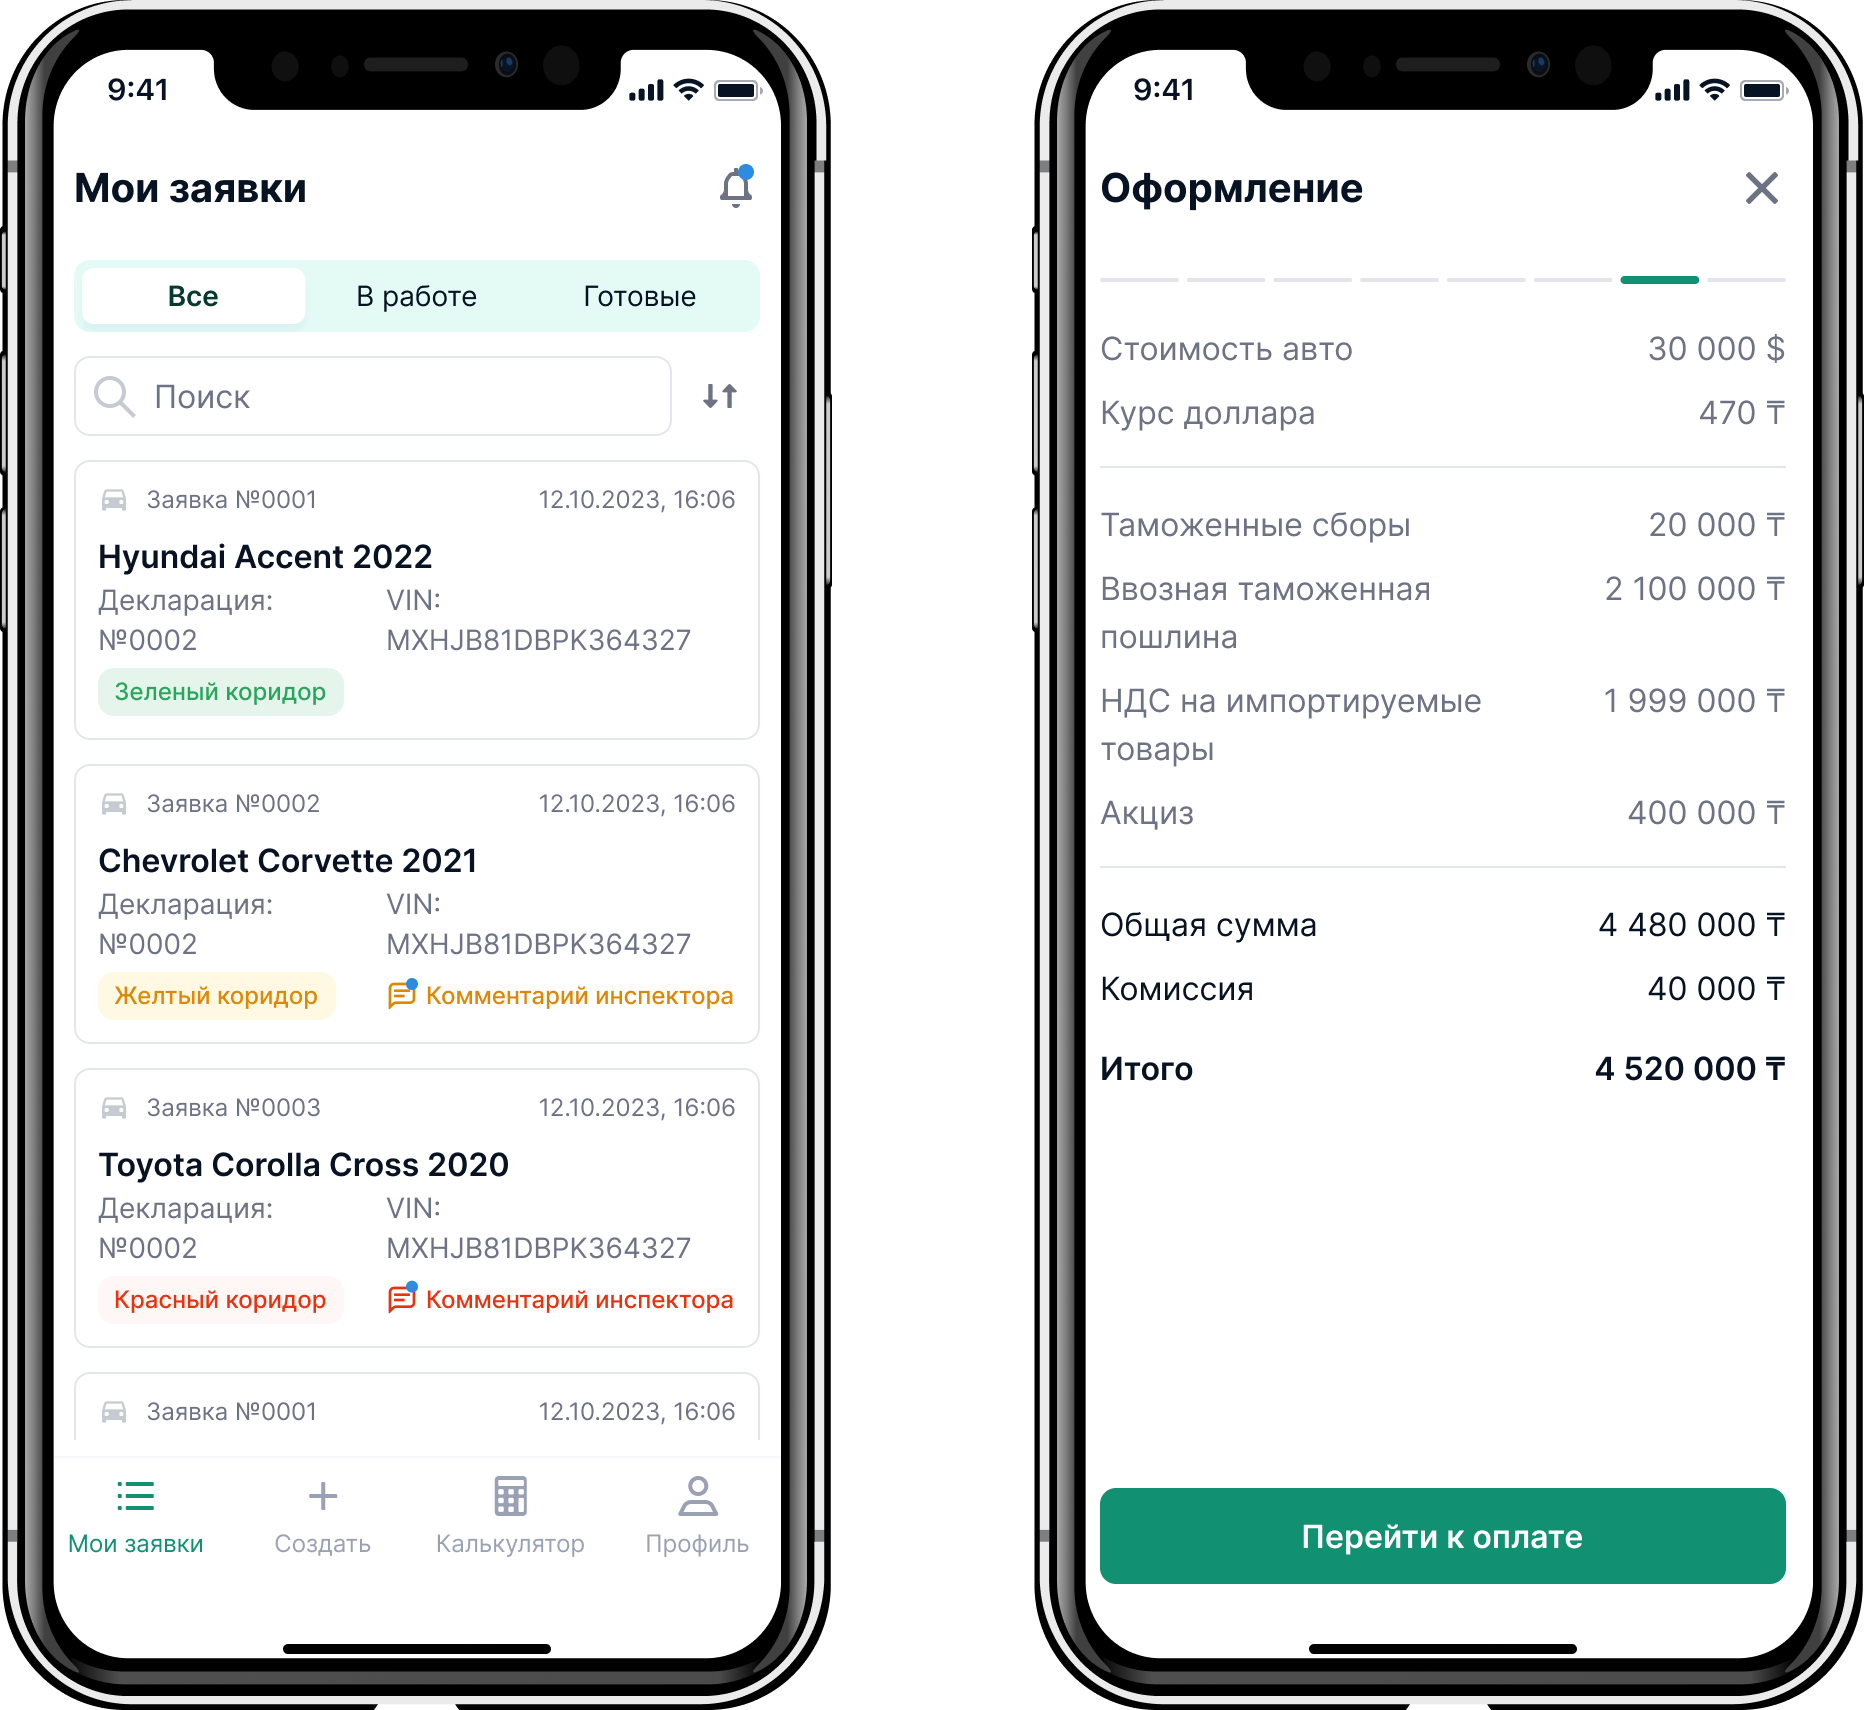 9:41
Мои заявки
Все В работе Готовые
Поиск
Заявка №0001 12.10.2023, 16:06
Hyundai Accent 2022
Декларация: VIN:
№0002 MXHJB81DBPK364327
Зеленый коридор
Заявка №0002 12.10.2023, 16:06
Chevrolet Corvette 2021
Декларация: VIN:
№0002 MXHJB81DBPK364327
Желтый коридор Комментарий инспектора
Заявка №0003 12.10.2023, 16:06
Toyota Corolla Cross 2020
Декларация: VIN:
№0002 MXHJB81DBPK364327
Красный коридор Комментарий инспектора
Заявка №0001 12.10.2023, 16:06
Мои заявки Создать Калькулятор Профиль
9:41
Оформление
Стоимость авто 30 000 $
Курс доллара 470 ₸
Таможенные сборы 20 000 ₸
Ввозная таможенная 2 100 000 ₸
пошлина
НДС на импортируемые 1 999 000 ₸
товары
Акциз 400 000 ₸
Общая сумма 4 480 000 ₸
Комиссия 40 000 ₸
Итого 4 520 000 ₸
Перейти к оплате